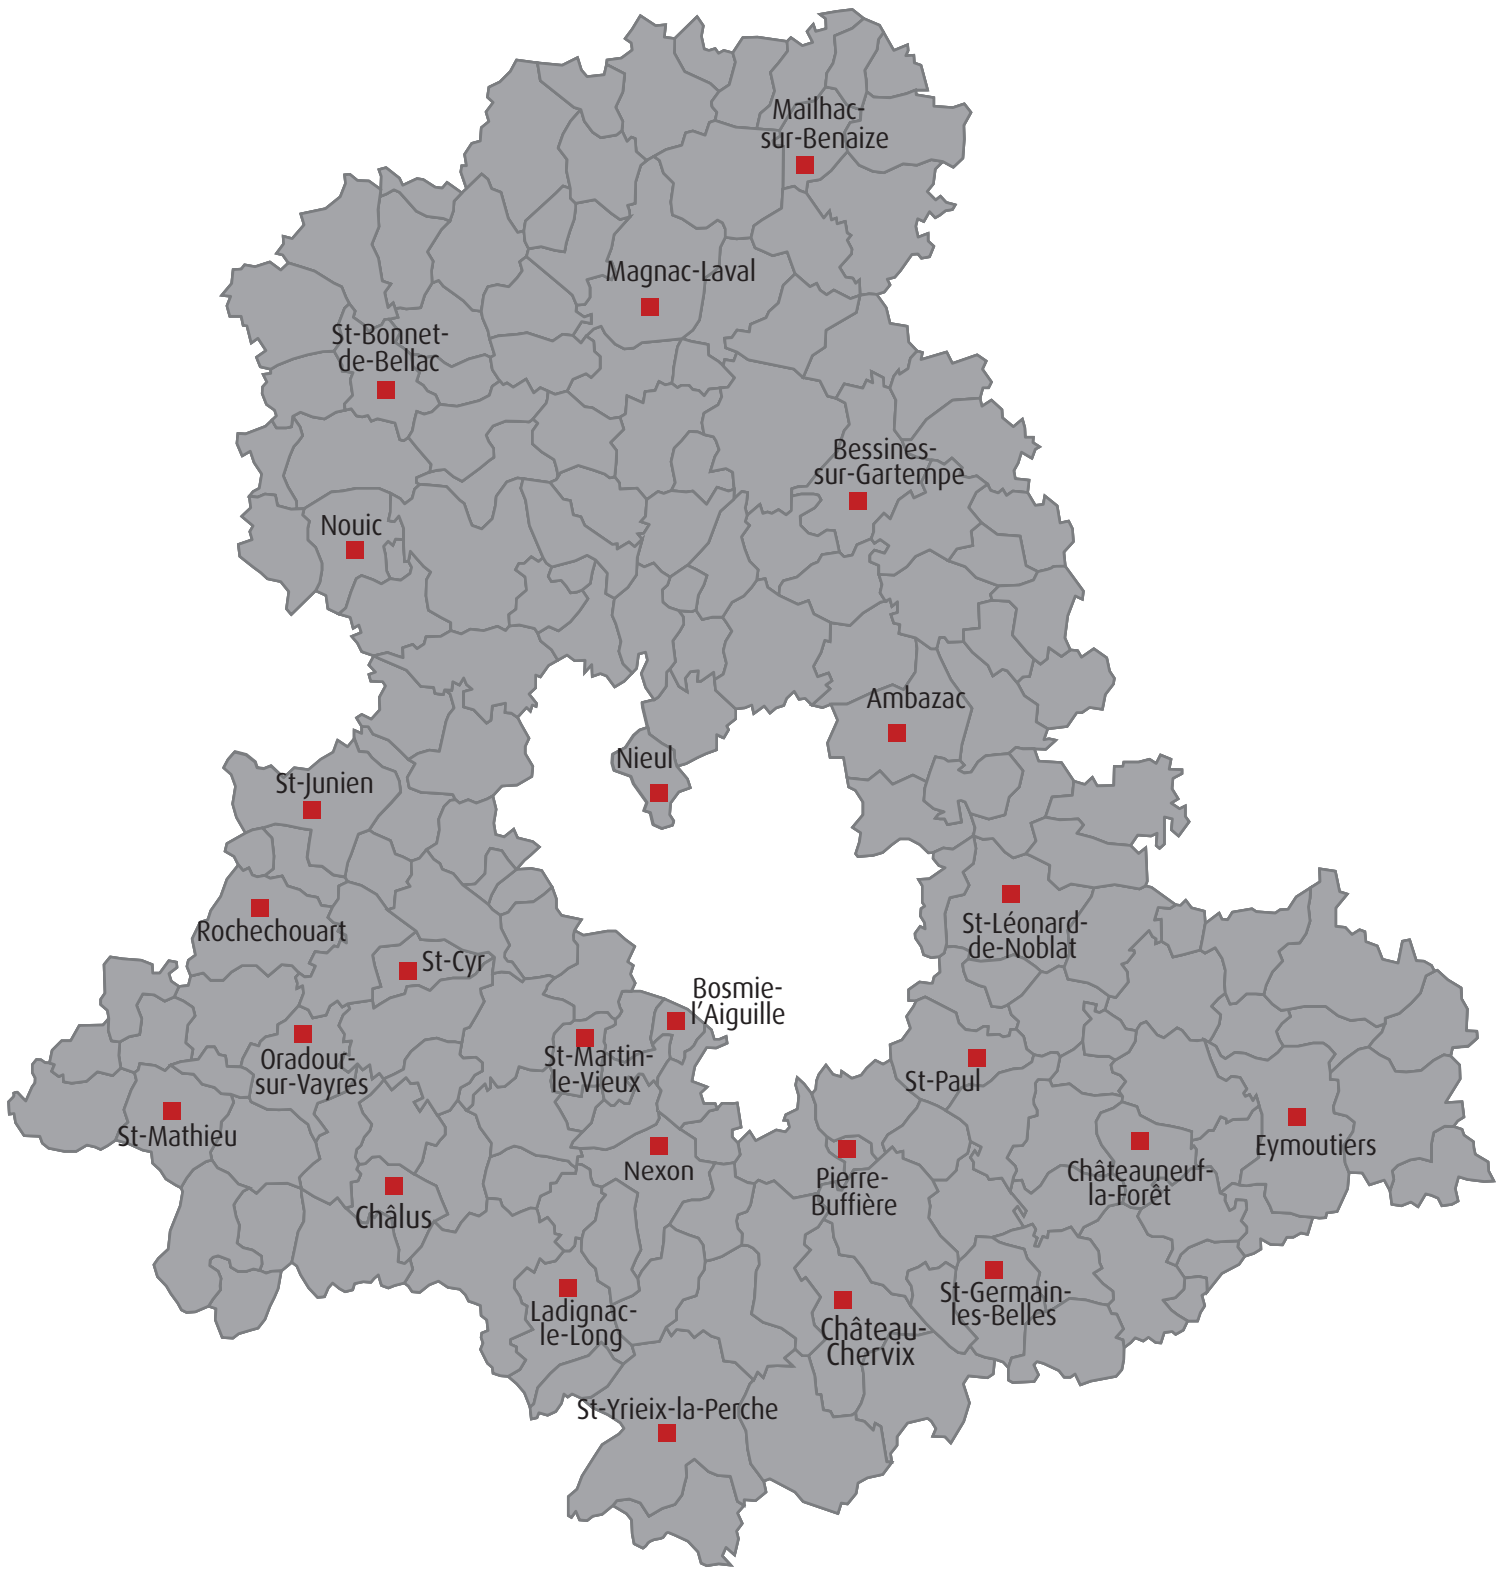 Mailhac-
sur-Benaize
Magnac-Laval
St-Bonnet-
de-Bellac
Bessines-
sur-Gartempe
Nouic
Ambazac
Nieul
St-Junien
Rochechouart
St-Léonard-
de-Noblat
St-Cyr
Bosmie-
l'Aiguille
Oradour-
sur-Vayres
St-Martin-
le-Vieux
St-Paul
St-Mathieu
Nexon
Pierre-
Buffière
Châteauneuf-
la-Forêt
Eymoutiers
Châlus
Ladignac-
le-Long
Château-
Chervix
St-Germain-
les-Belles
St-Yrieix-la-Perche